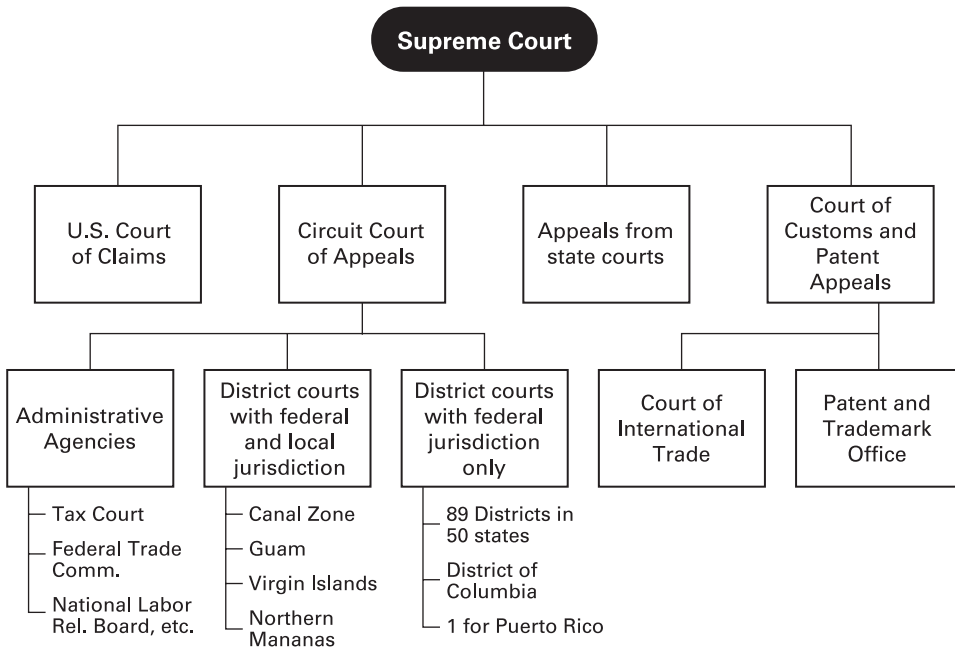 Supreme Court
U.S. Court
of Claims
Circuit Court
of Appeals
Appeals from
state courts
Court of
Customs and
Patent
Appeals
Administrative
Agencies
District courts
with federal
and local
jurisdiction
District courts
with federal
jurisdiction
only
Court of
International
Trade
Patent and
Trademark
Office
Tax Court
Federal Trade
Comm.
National Labor
Rel. Board, etc.
Canal Zone
Guam
Virgin Islands
Northern
Mananas
89 Districts in
50 states
District of
Columbia
1 for Puerto Rico